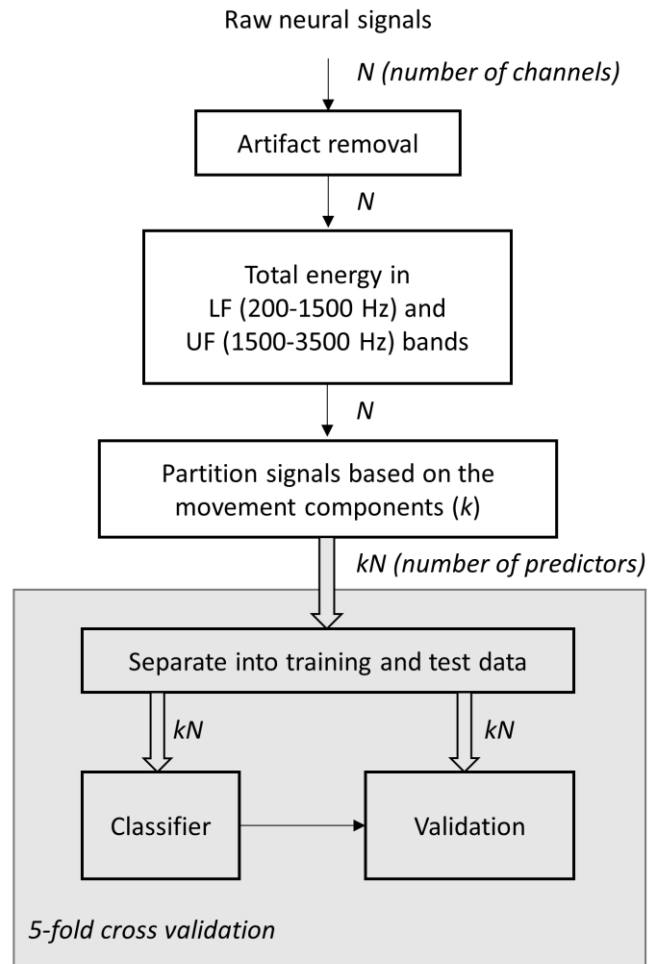 Raw neural signals
N (number of channels)
Artifact removal
N
Total energy in
LF (200-1500 Hz) and
UF (1500-3500 Hz) bands
N
Partition signals based on the
movement components (k)
kN (number of predictors)
Separate into training and test data
kN
kN
Classifier
Validation
5-fold cross validation